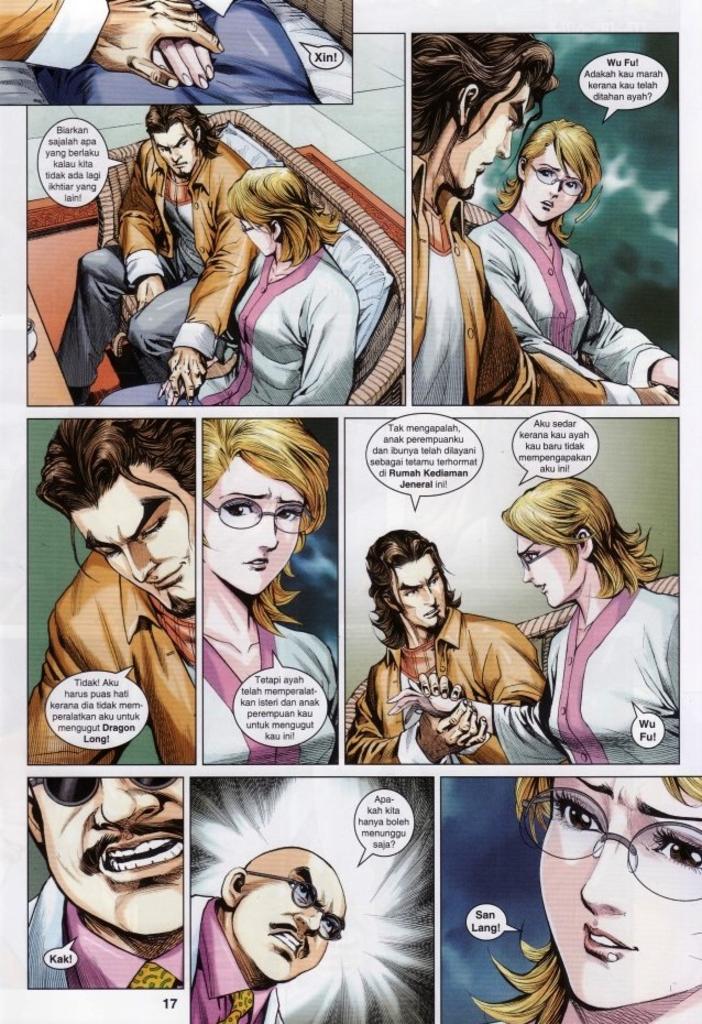 Xin!
Biarkan
sajalah apa
yang berlaku
kalau kita
tidak ada lagi
ikhtiar yang
lain!
Wu Fu!
Adakah kau marah
kerana kau telah
ditahan ayah?
Tidak! Aku
harus puas hati
kerana dia tidak mem-
peralatkan aku untuk
mengugut Dragon
Long!
Tetapi ayah
telah memperalat-
kan isteri dan anak
perempuan kau
untuk mengugut
kau ini!
Tak mengapalah,
anak perempuanku
dan ibunya telah dilayani
sebagai tetamu terhormat
di Rumah Kediaman
Jeneral ini!
Aku sedar
kerana kau ayah
kau baru tidak
mempengapakan
aku ini!
Wu
Fu!
Kak!
Apa-
kah kita
hanya boleh
menunggu
saja?
San
Lang!
17